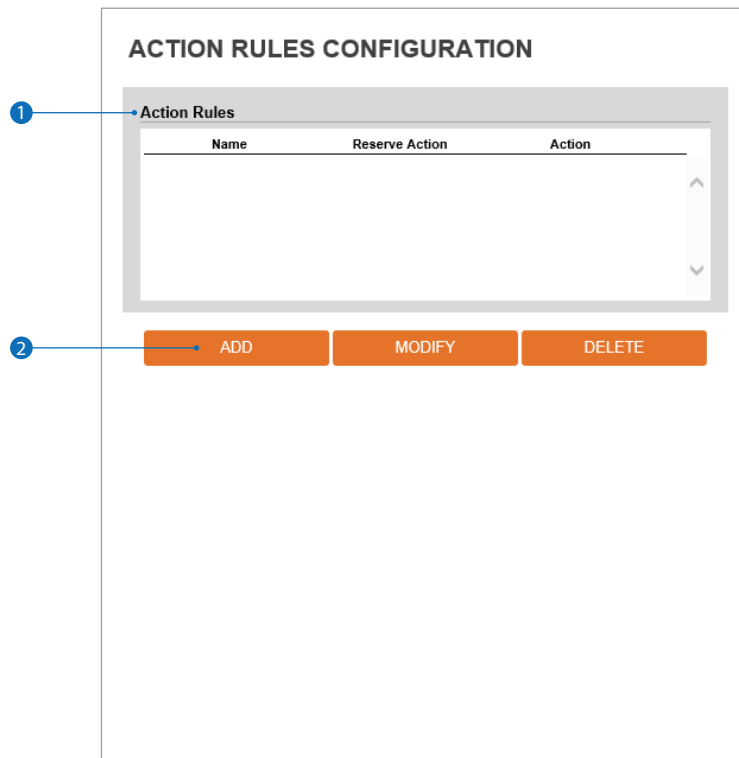 ACTION RULES CONFIGURATION
1
Action Rules
Name Reserve Action Action
2
ADD MODIFY DELETE